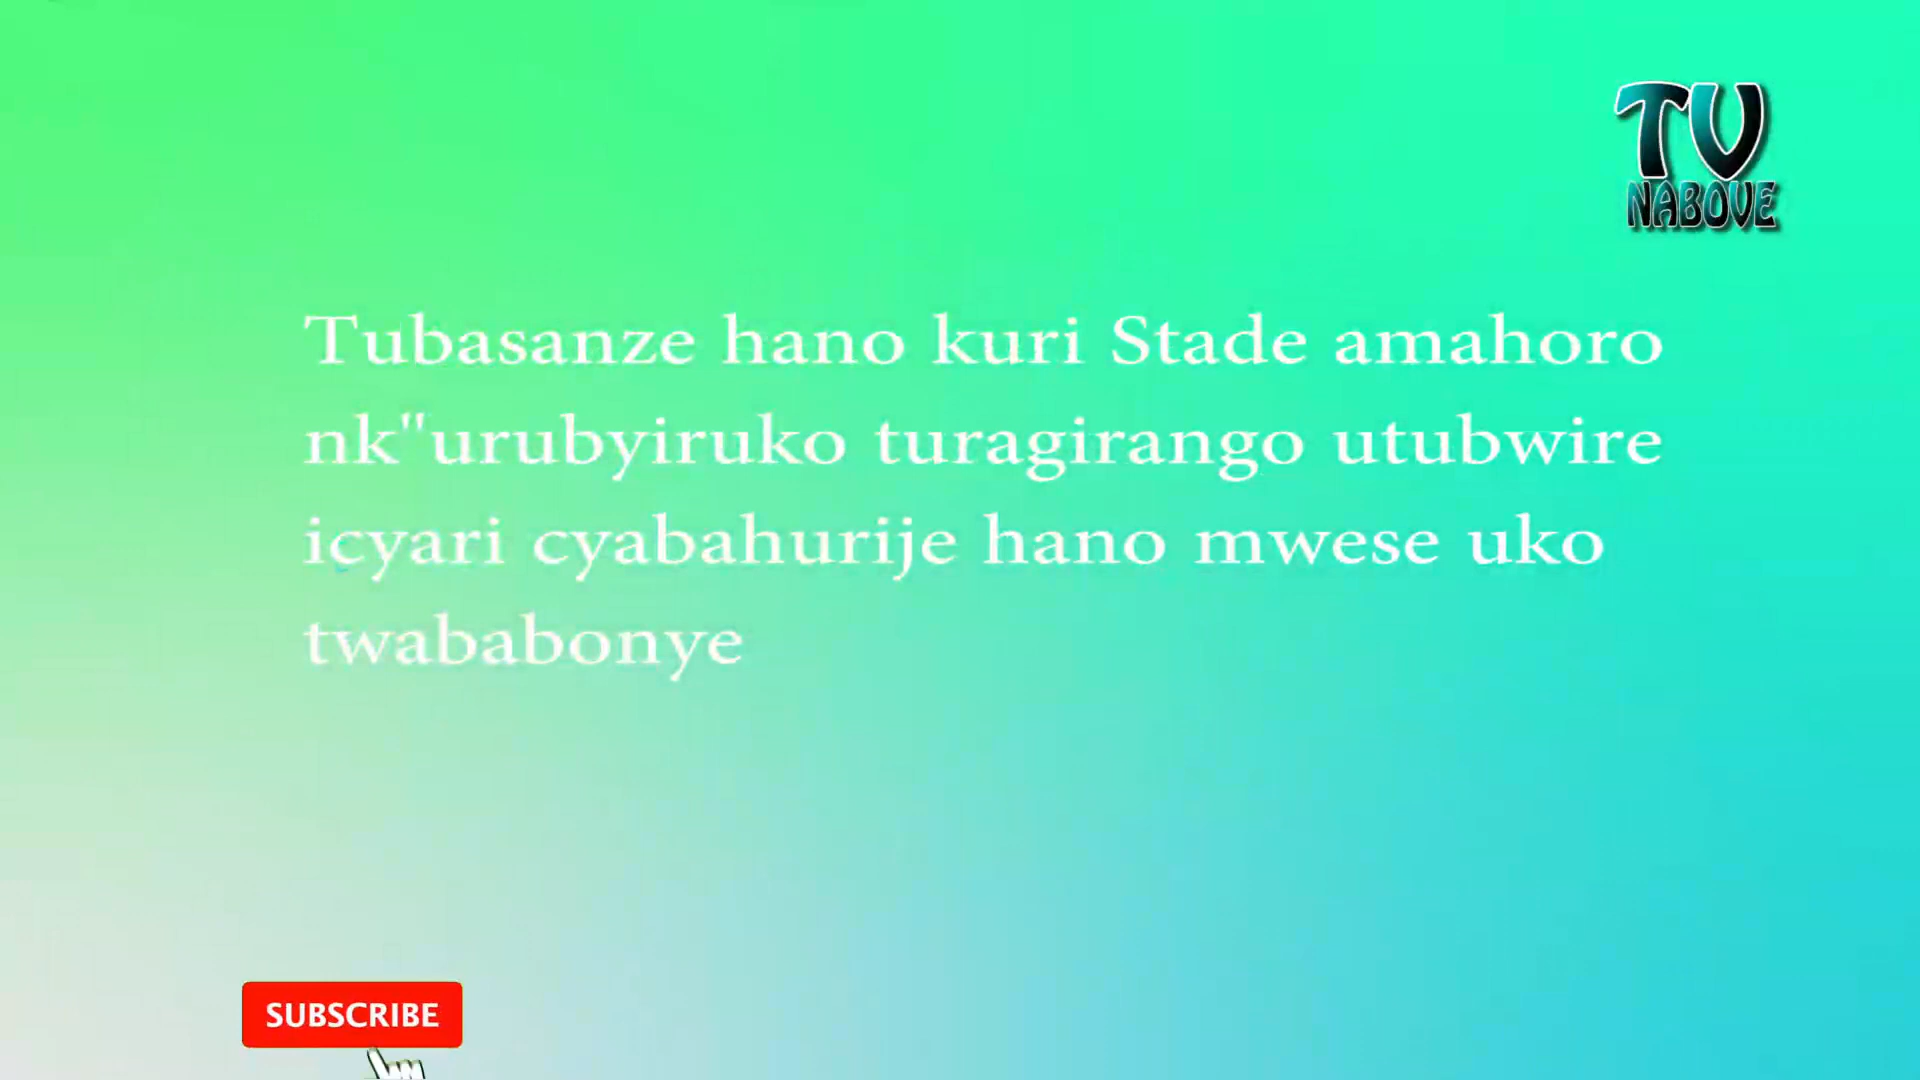 TV
NABOVE
Tubasanze hano kuri Stade amahoro
nk"urubyiruko turagirango utubwire
icyari cyabahurije hano mwese uko
twababonye
SUBSCRIBE